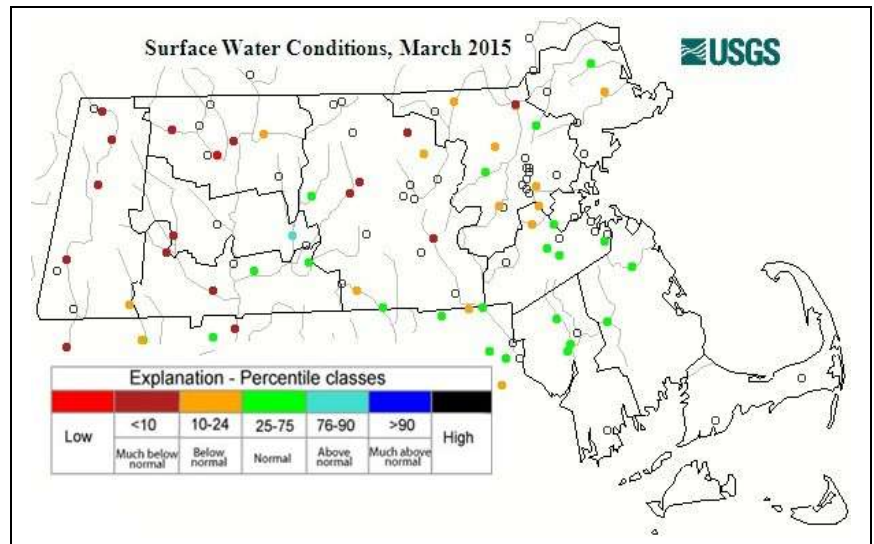 Surface Water Conditions, March 2015
USGS
Explanation - Percentile classes
Low
<10
10-24
25-75
76-90
>90
High
Much below
normal
Below
normal
Normal
Above
normal
Much above
normal